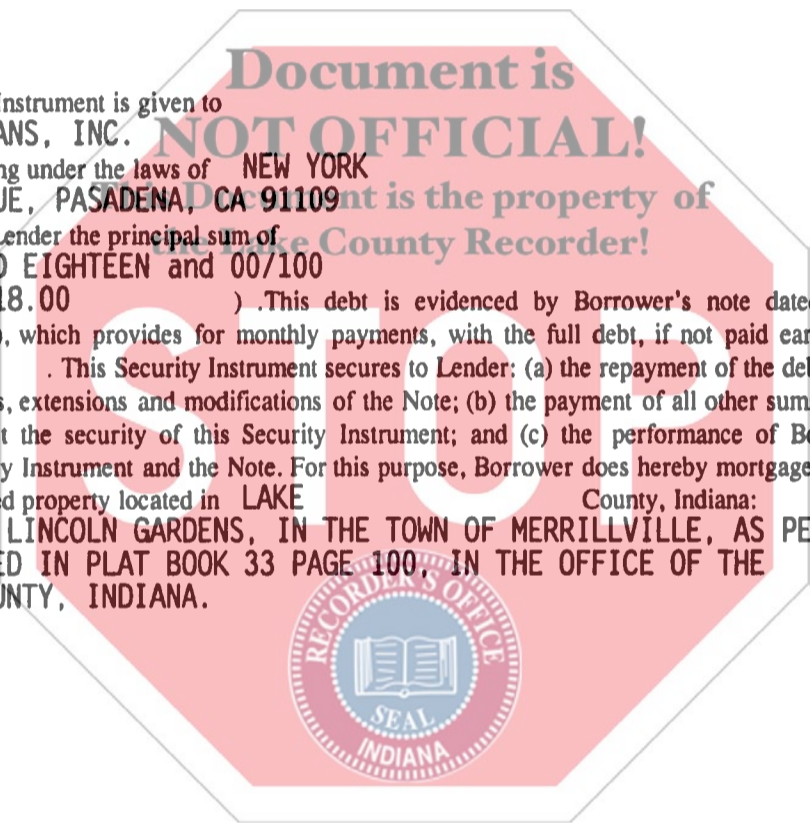 Document is
Instrument is given to
ANS, INC.
NOT OFFICIAL!
ng under the laws of NEW YORK
UE, PASADENA, CA 91109
This Document is the property of
Lender the principal sum of
the Lake County Recorder!
D EIGHTEEN and 00/100
18.00 ) .This debt is evidenced by Borrower's note date
), which provides for monthly payments, with the full debt, if not paid ear
. This Security Instrument secures to Lender: (a) the repayment of the deb
s, extensions and modifications of the Note; (b) the payment of all other sum
t the security of this Security Instrument; and (c) the performance of Bo
y Instrument and the Note. For this purpose, Borrower does hereby mortgage
d property located in LAKE County, Indiana:
LINCOLN GARDENS, IN THE TOWN OF MERRILLVILLE, AS PE
ED IN PLAT BOOK 33 PAGE 100, IN THE OFFICE OF THE
UNTY, INDIANA.
STOP
RECORDER'S OFFICE
SEAL
INDIANA